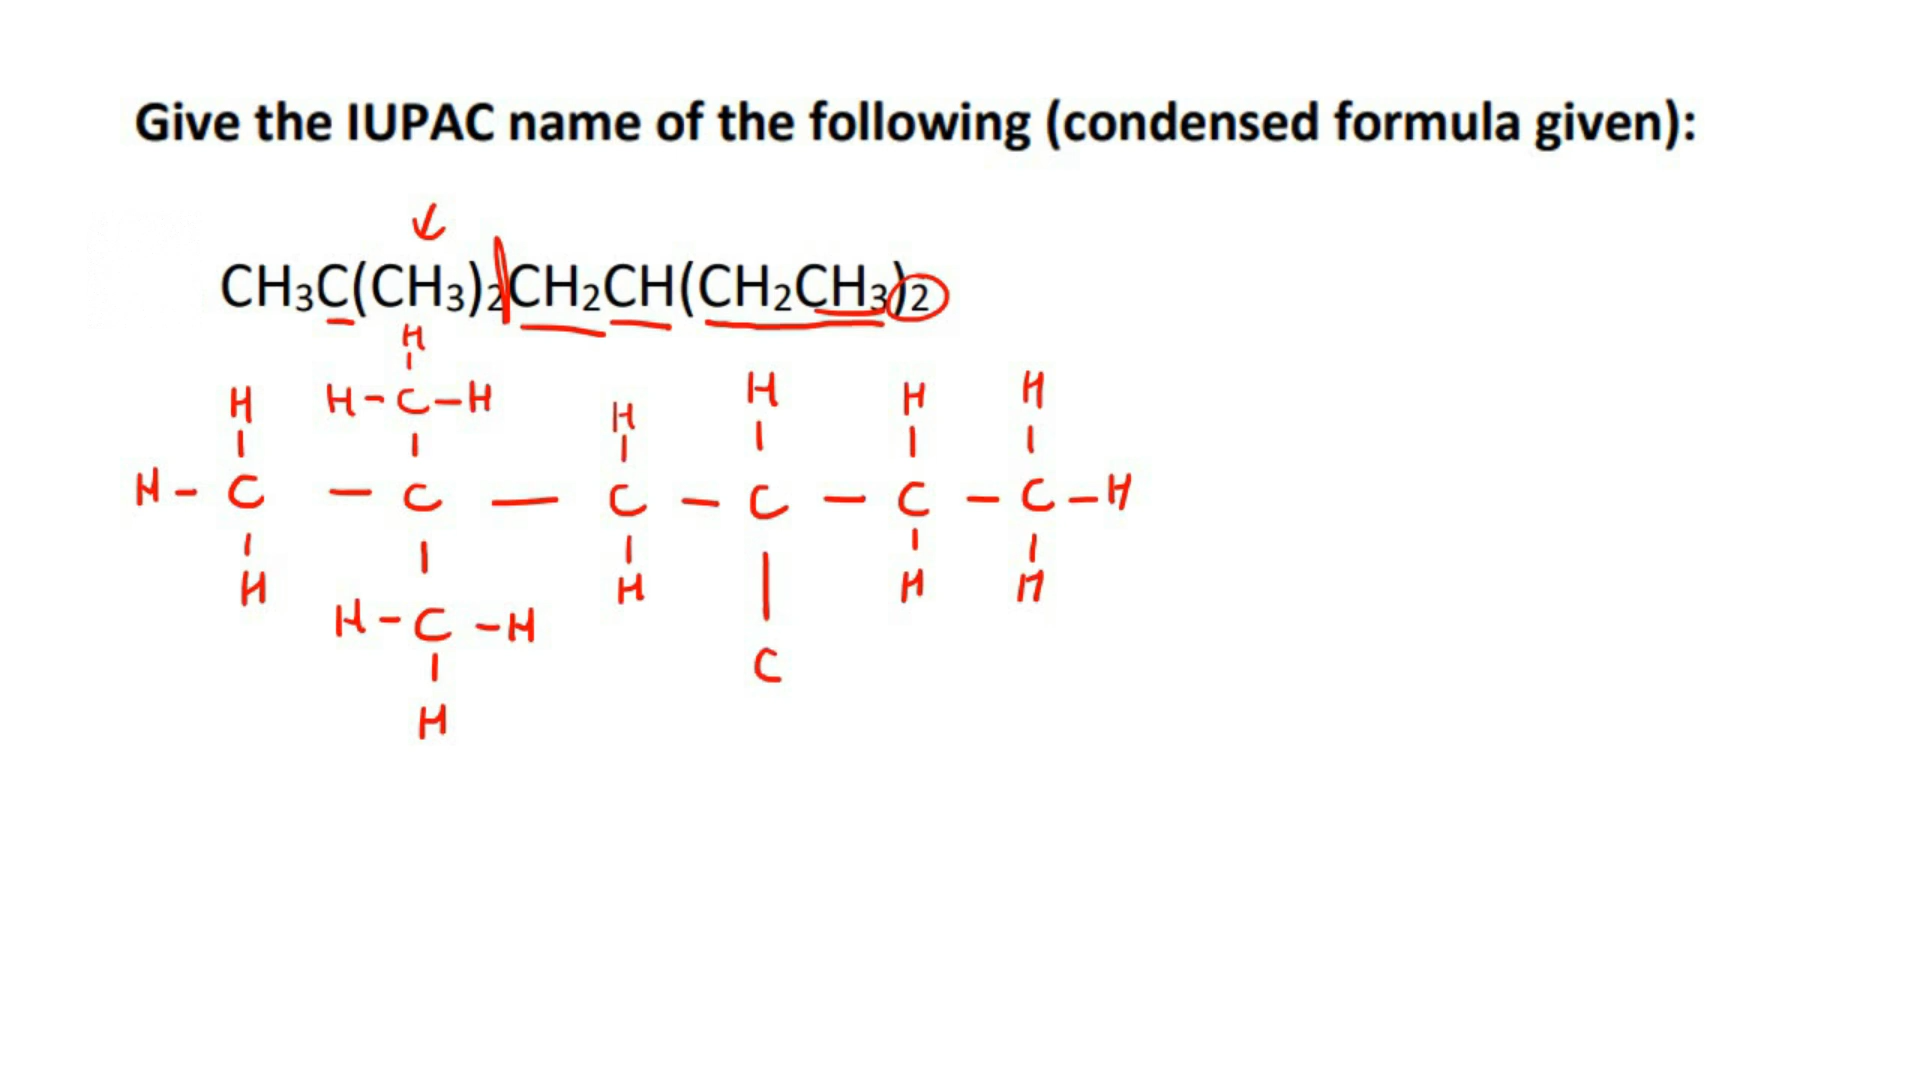 Give the IUPAC name of the following (condensed formula given):
CH₃C(CH₃)₂CH₂CH(CH₂CH₃)₂
H
H H-C-H H H H H
H - C - C - C - C - C - C - H
H H - C - H H C H H
H